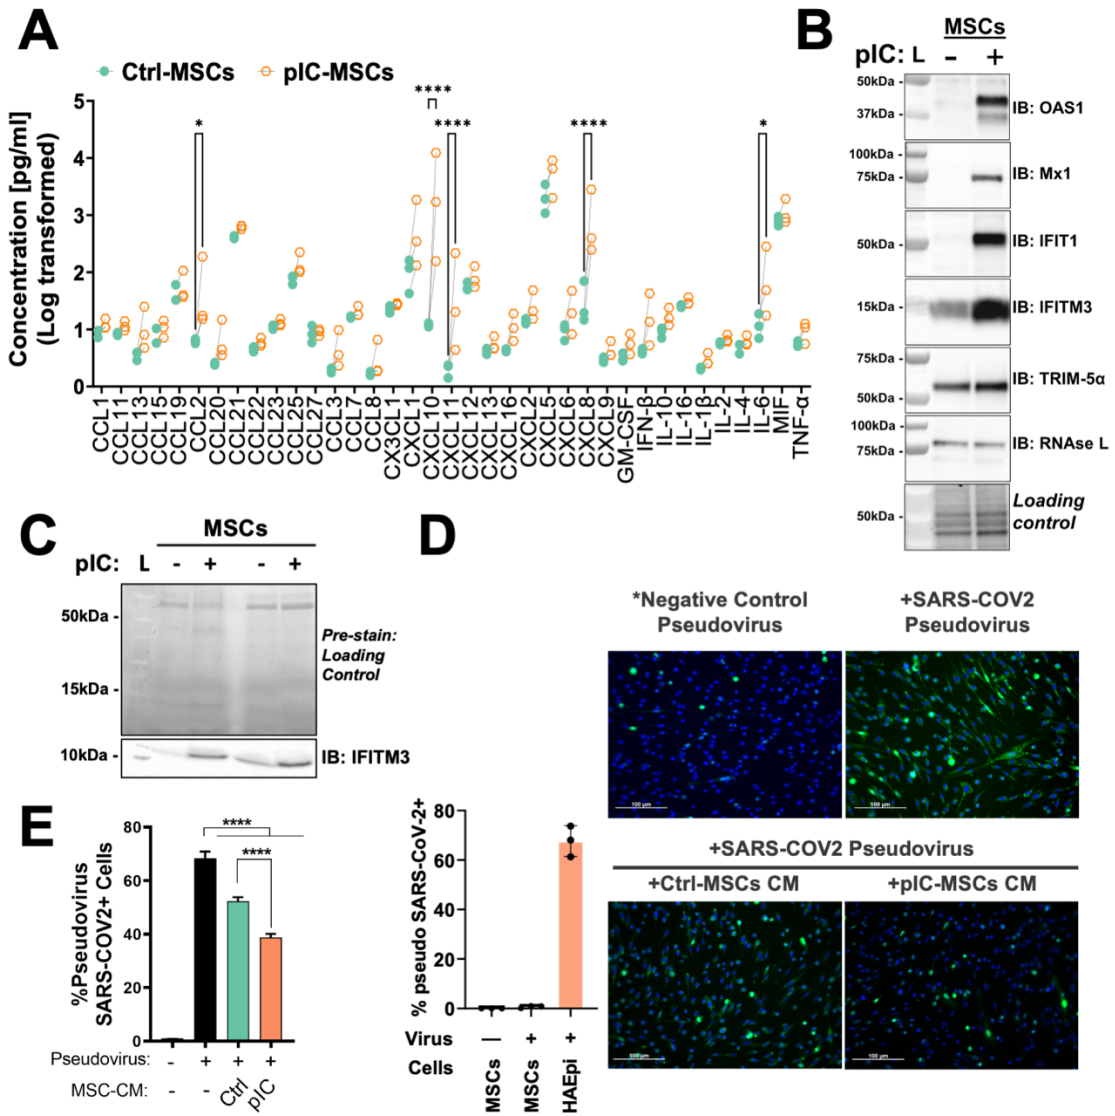 A
Ctrl-MSCs
pIC-MSCs
Concentration [pg/ml]
(Log transformed)
5
4
3
2
1
0
*
****
****
****
*
CCL1
CCL11
CCL13
CCL15
CCL19
CCL2
CCL20
CCL21
CCL22
CCL23
CCL25
CCL27
CCL3
CCL7
CCL8
CX3CL1
CXCL1
CXCL10
CXCL11
CXCL12
CXCL13
CXCL16
CXCL2
CXCL5
CXCL6
CXCL8
CXCL9
GM-CSF
IFN-β
IL-10
IL-16
IL-1β
IL-2
IL-4
IL-6
MIF
TNF-α
B
MSCs
pIC: L - +
50kDa -
37kDa -
IB: OAS1
100kDa -
75kDa -
IB: Mx1
50kDa -
IB: IFIT1
15kDa -
IB: IFITM3
75kDa -
50kDa -
IB: TRIM-5α
100kDa -
75kDa -
IB: RNAse L
50kDa -
Loading
control
C
MSCs
pIC: L - + - +
50kDa -
15kDa -
Pre-stain:
Loading
Control
10kDa -
IB: IFITM3
D
*Negative Control
Pseudovirus
+SARS-COV2
Pseudovirus
100 µm
100 µm
+SARS-COV2 Pseudovirus
+Ctrl-MSCs CM
+pIC-MSCs CM
100 µm
100 µm
% pseudo SARS-CoV-2+
80
60
40
20
0
Virus — + +
Cells
MSCs
MSCs
HAEpi
E
%Pseudovirus
SARS-COV2+ Cells
80
60
40
20
0
****
****
Pseudovirus: - + + +
MSC-CM: - - Ctrl pIC